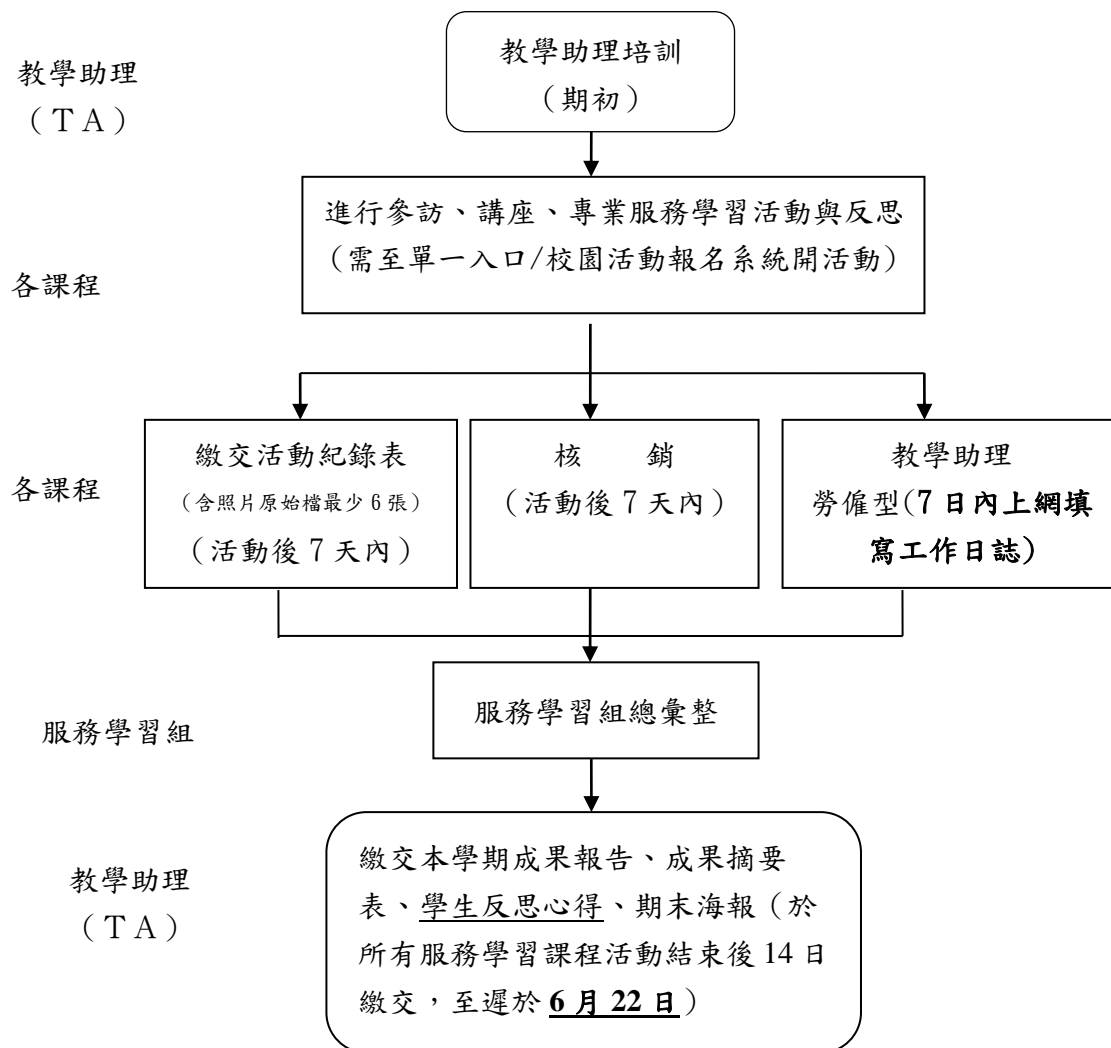 教學助理
（ＴＡ）
教學助理培訓
（期初）
各課程
進行參訪、講座、專業服務學習活動與反思
（需至單一入口/校園活動報名系統開活動）
各課程
繳交活動紀錄表
（含照片原始檔最少 6 張）
（活動後 7 天內）
核　　銷
（活動後 7 天內）
教學助理
勞僱型(7 日內上網填
寫工作日誌)
服務學習組
服務學習組總彙整
教學助理
（ＴＡ）
繳交本學期成果報告、成果摘要
表、學生反思心得、期末海報（於
所有服務學習課程活動結束後 14 日
繳交，至遲於 6 月 22 日）